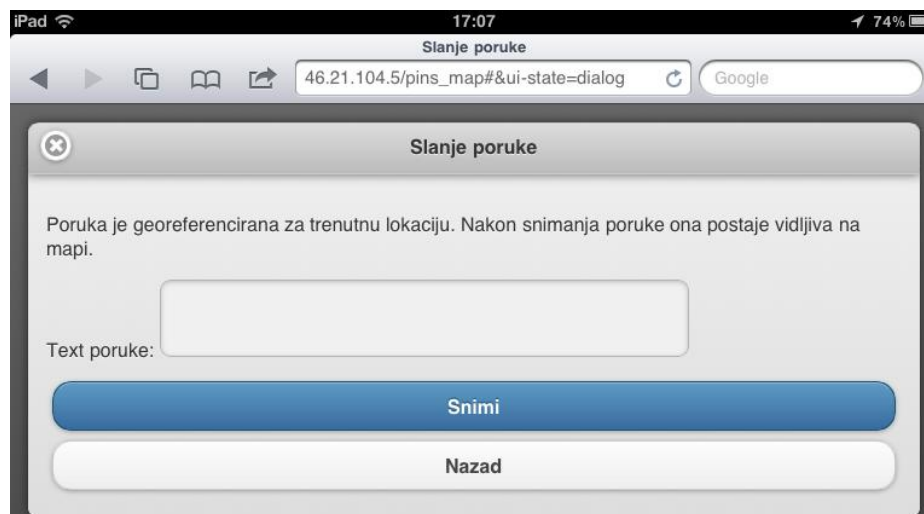 iPad 17:07 74%
Slanje poruke
46.21.104.5/pins_map#&ui-state=dialog Google
Slanje poruke
Poruka je georeferencirana za trenutnu lokaciju. Nakon snimanja poruke ona postaje vidljiva na
mapi.
Text poruke:
Snimi
Nazad